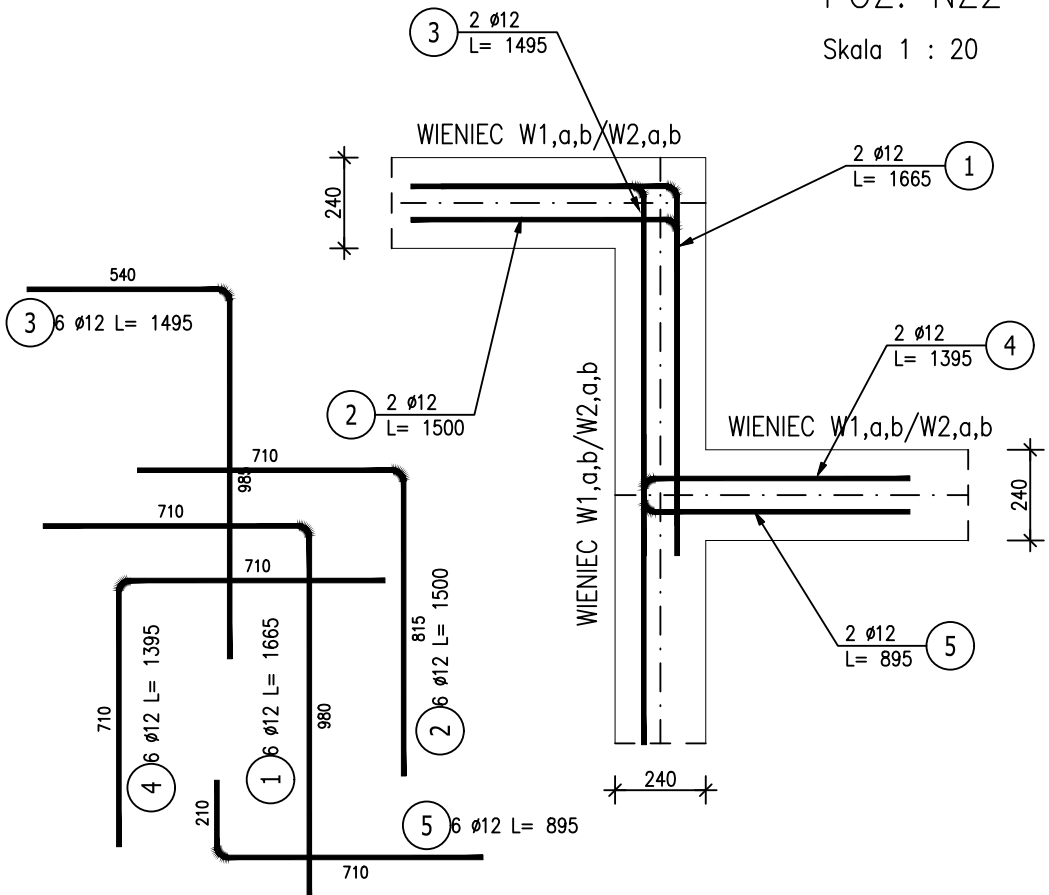 Skala 1 : 20
3
2 ø12
L= 1495
WIENIEC W1,a,b/W2,a,b
2 ø12
L= 1665
1
240
540
3
6 ø12 L= 1495
2 ø12
L= 1395
4
2
2 ø12
L= 1500
WIENIEC W1,a,b/W2,a,b
WIENIEC W1,a,b/W2,a,b
710
985
710
240
710
815
6 ø12 L= 1500
2
710
6 ø12 L= 1395
4
6 ø12 L= 1665
1
980
2 ø12
L= 895
5
240
210
5
6 ø12 L= 895
710